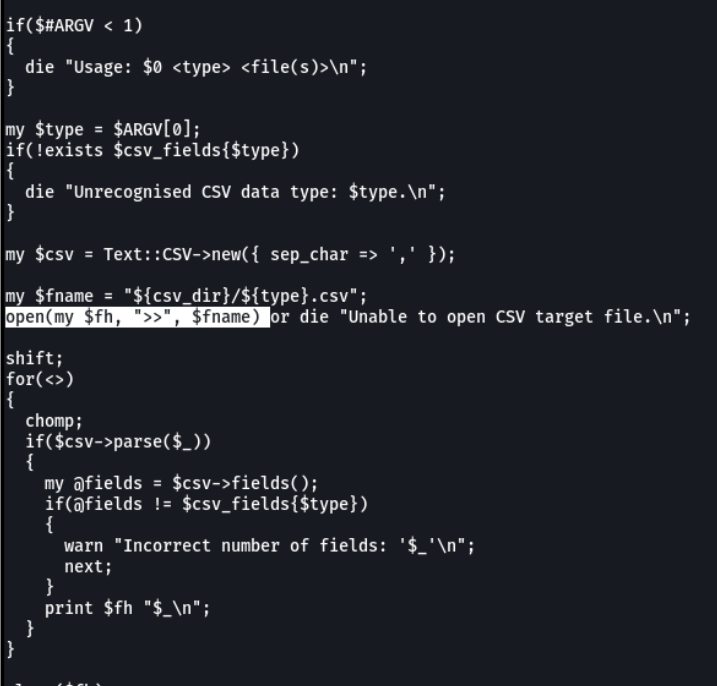 if($#ARGV < 1)
{
  die "Usage: $0 <type> <file(s)>\n";
}

my $type = $ARGV[0];
if(!exists $csv_fields{$type})
{
  die "Unrecognised CSV data type: $type.\n";
}

my $csv = Text::CSV->new({ sep_char => ',' });

my $fname = "${csv_dir}/${type}.csv";
open(my $fh, ">>", $fname) or die "Unable to open CSV target file.\n";

shift;
for(<>)
{
  chomp;
  if($csv->parse($_))
  {
    my @fields = $csv->fields();
    if(@fields != $csv_fields{$type})
    {
      warn "Incorrect number of fields: '$_'\n";
      next;
    }
    print $fh "$_\n";
  }
}